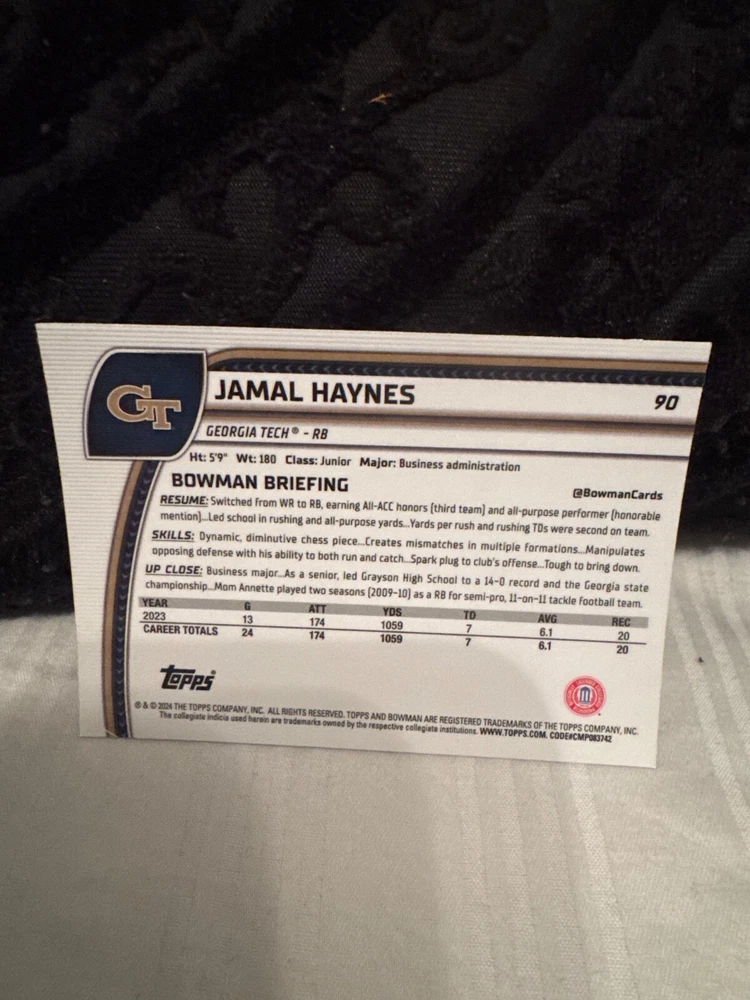 GT
JAMAL HAYNES
90
GEORGIA TECH® - RB
Ht: 5'9" Wt: 180 Class: Junior Major: Business administration
BOWMAN BRIEFING
@BowmanCards
RESUME: Switched from WR to RB, earning All-ACC honors (third team) and all-purpose performer (honorable
mention)...Led school in rushing and all-purpose yards...Yards per rush and rushing TDs were second on team.
SKILLS: Dynamic, diminutive chess piece...Creates mismatches in multiple formations...Manipulates
opposing defense with his ability to both run and catch...Spark plug to club's offense...Tough to bring down.
UP CLOSE: Business major...As a senior, led Grayson High School to a 14-0 record and the Georgia state
championship...Mom Annette played two seasons (2009-10) as a RB for semi-pro, 11-on-11 tackle football team.
YEAR G ATT YDS TD AVG REC
2023 13 174 1059 7 6.1 20
CAREER TOTALS 24 174 1059 7 6.1 20
Topps
® & © 2024 THE TOPPS COMPANY, INC. ALL RIGHTS RESERVED. TOPPS AND BOWMAN ARE REGISTERED TRADEMARKS OF THE TOPPS COMPANY, INC.
The collegiate indicia used herein are trademarks owned by the respective collegiate institutions. WWW.TOPPS.COM. CODE#CMP083742